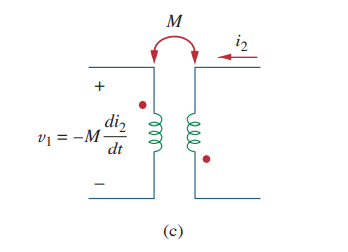 M
i₂
+
v₁ = −M di₂/dt
−
(c)